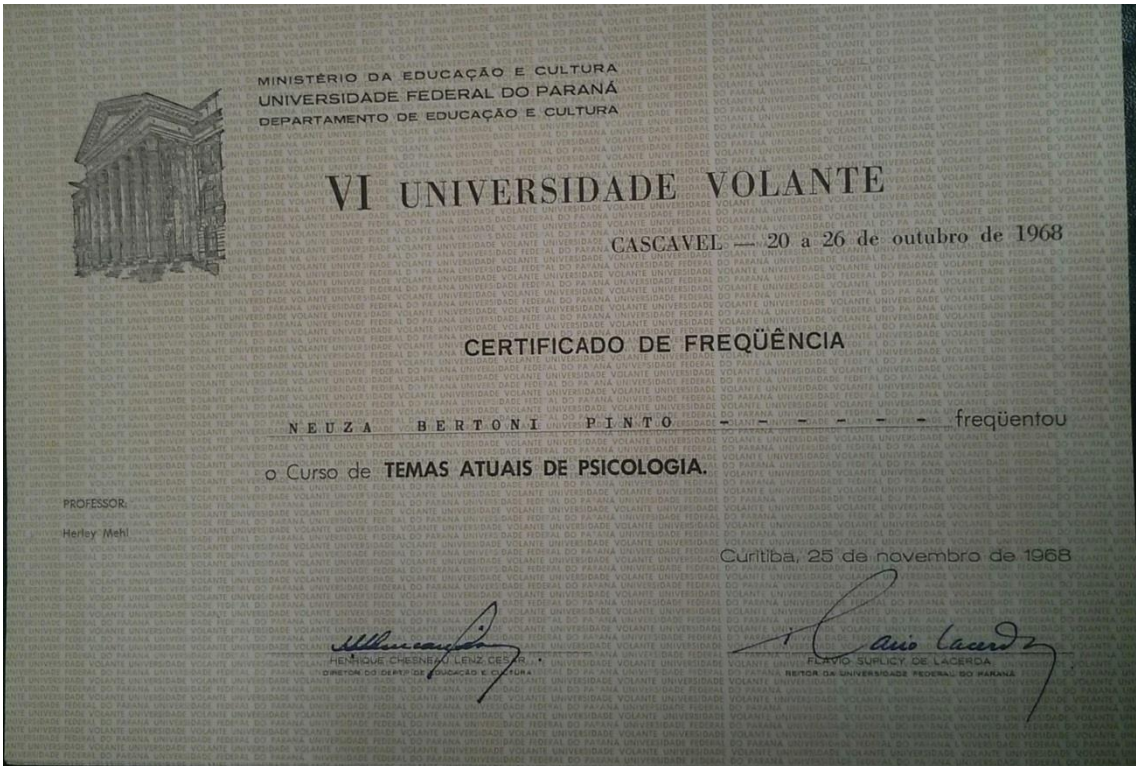 MINISTÉRIO DA EDUCAÇÃO E CULTURA
UNIVERSIDADE FEDERAL DO PARANÁ
DEPARTAMENTO DE EDUCAÇÃO E CULTURA
VI UNIVERSIDADE VOLANTE
CASCAVEL — 20 a 26 de outubro de 1968
CERTIFICADO DE FREQÜÊNCIA
NEUZA BERTONI PINTO - - - - - - freqüentou
o Curso de TEMAS ATUAIS DE PSICOLOGIA.
PROFESSOR:
Herley Mehl
Curitiba, 25 de novembro de 1968
HENRIQUE CHESNEAU LENZ CESAR
DIRETOR DO DEPTº DE EDUCAÇÃO E CULTURA
Flavio Lacerda
FLAVIO SUPLICY DE LACERDA
REITOR DA UNIVERSIDADE FEDERAL DO PARANÁ